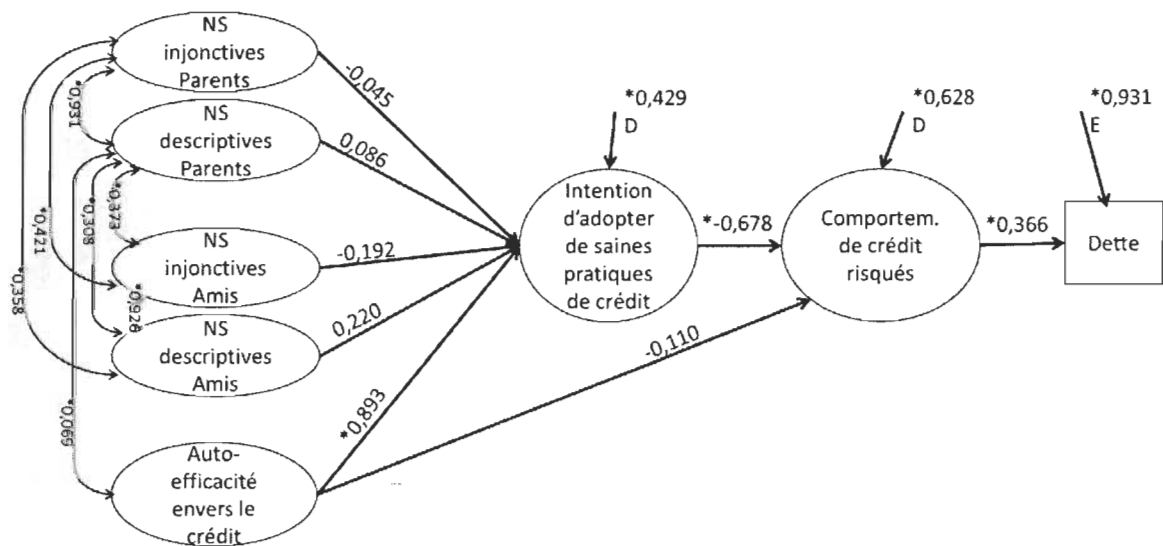 NS
injonctives
Parents
NS
descriptives
Parents
NS
injonctives
Amis
NS
descriptives
Amis
Auto-
efficacité
envers le
crédit
*0,931
*0,373
*0,308
*0,421
*0,358
*0,926
*0,069
-0,045
0,086
-0,192
0,220
*0,893
-0,110
*0,429
D
Intention
d'adopter
de saines
pratiques
de crédit
*-0,678
*0,628
D
Comportem.
de crédit
risqués
*0,366
*0,931
E
Dette